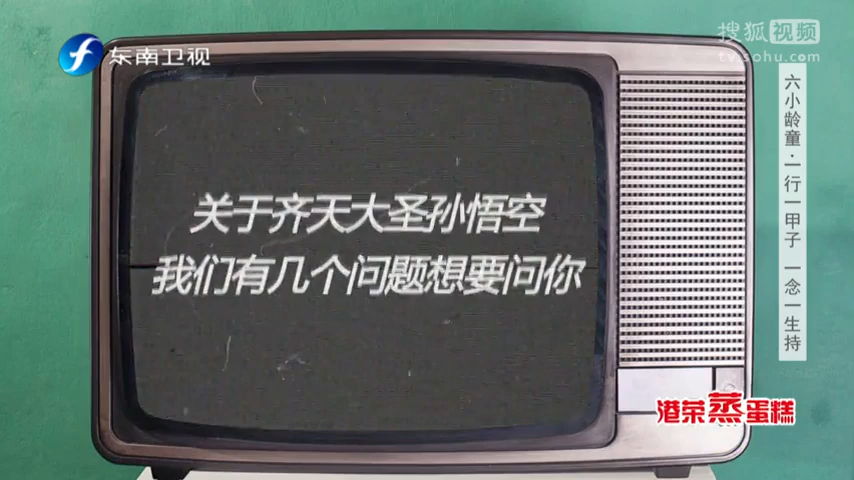 东南卫视
搜狐视频
tv.sohu.com
六小龄童·一行一甲子 一念一生持
关于齐天大圣孙悟空
我们有几个问题想要问你
港荣蒸蛋糕